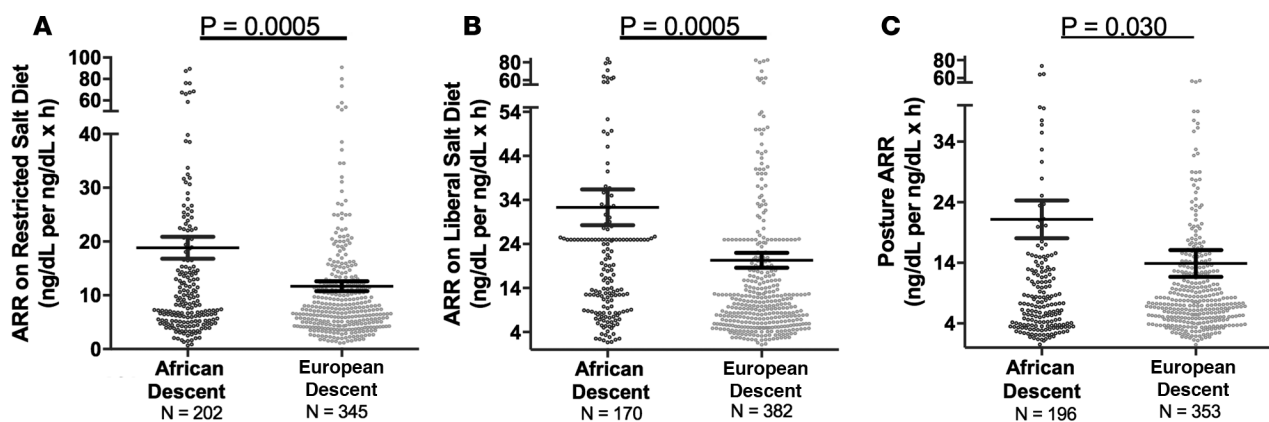 A
P = 0.0005
ARR on Restricted Salt Diet
(ng/dL per ng/dL x h)
100
80
60
40
30
20
10
0
African
Descent
N = 202
European
Descent
N = 345
B
P = 0.0005
ARR on Liberal Salt Diet
(ng/dL per ng/dL x h)
80
60
54
44
34
24
14
4
African
Descent
N = 170
European
Descent
N = 382
C
P = 0.030
Posture ARR
(ng/dL per ng/dL x h)
80
60
34
24
14
4
African
Descent
N = 196
European
Descent
N = 353